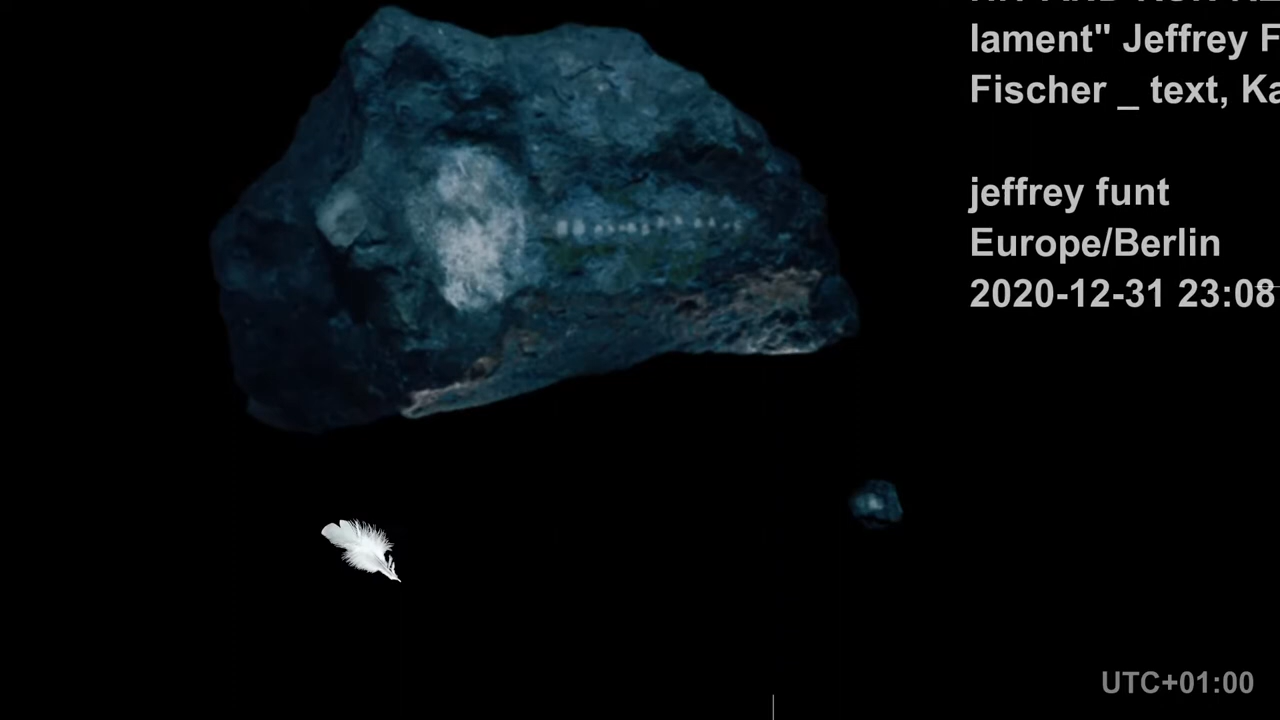 lament" Jeffrey F
Fischer _ text, Ka
jeffrey funt
Europe/Berlin
2020-12-31 23:08
UTC+01:00